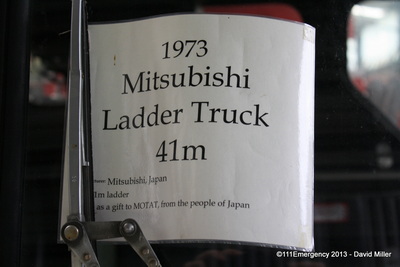 1973
Mitsubishi
Ladder Truck
41m
Mitsubishi, Japan
1m ladder
as a gift to MOTAT, from the people of Japan
©111Emergency 2013 - David Miller